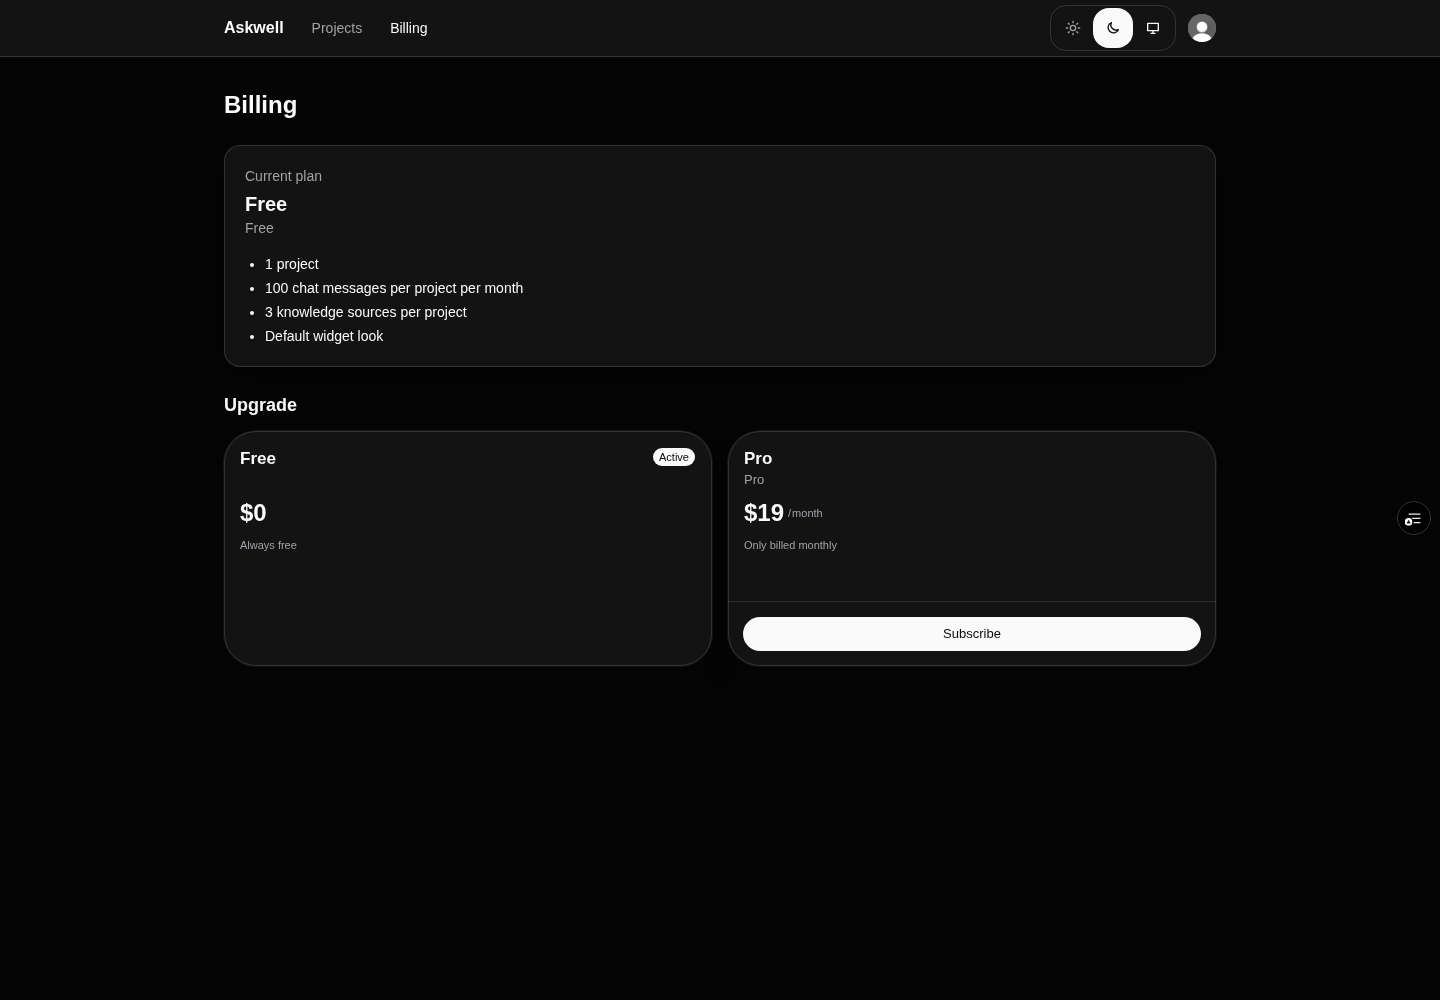 Askwell Projects Billing
Billing
Current plan
Free
Free
1 project
100 chat messages per project per month
3 knowledge sources per project
Default widget look
Upgrade
Free Active
$0
Always free
Pro
Pro
$19 /month
Only billed monthly
Subscribe